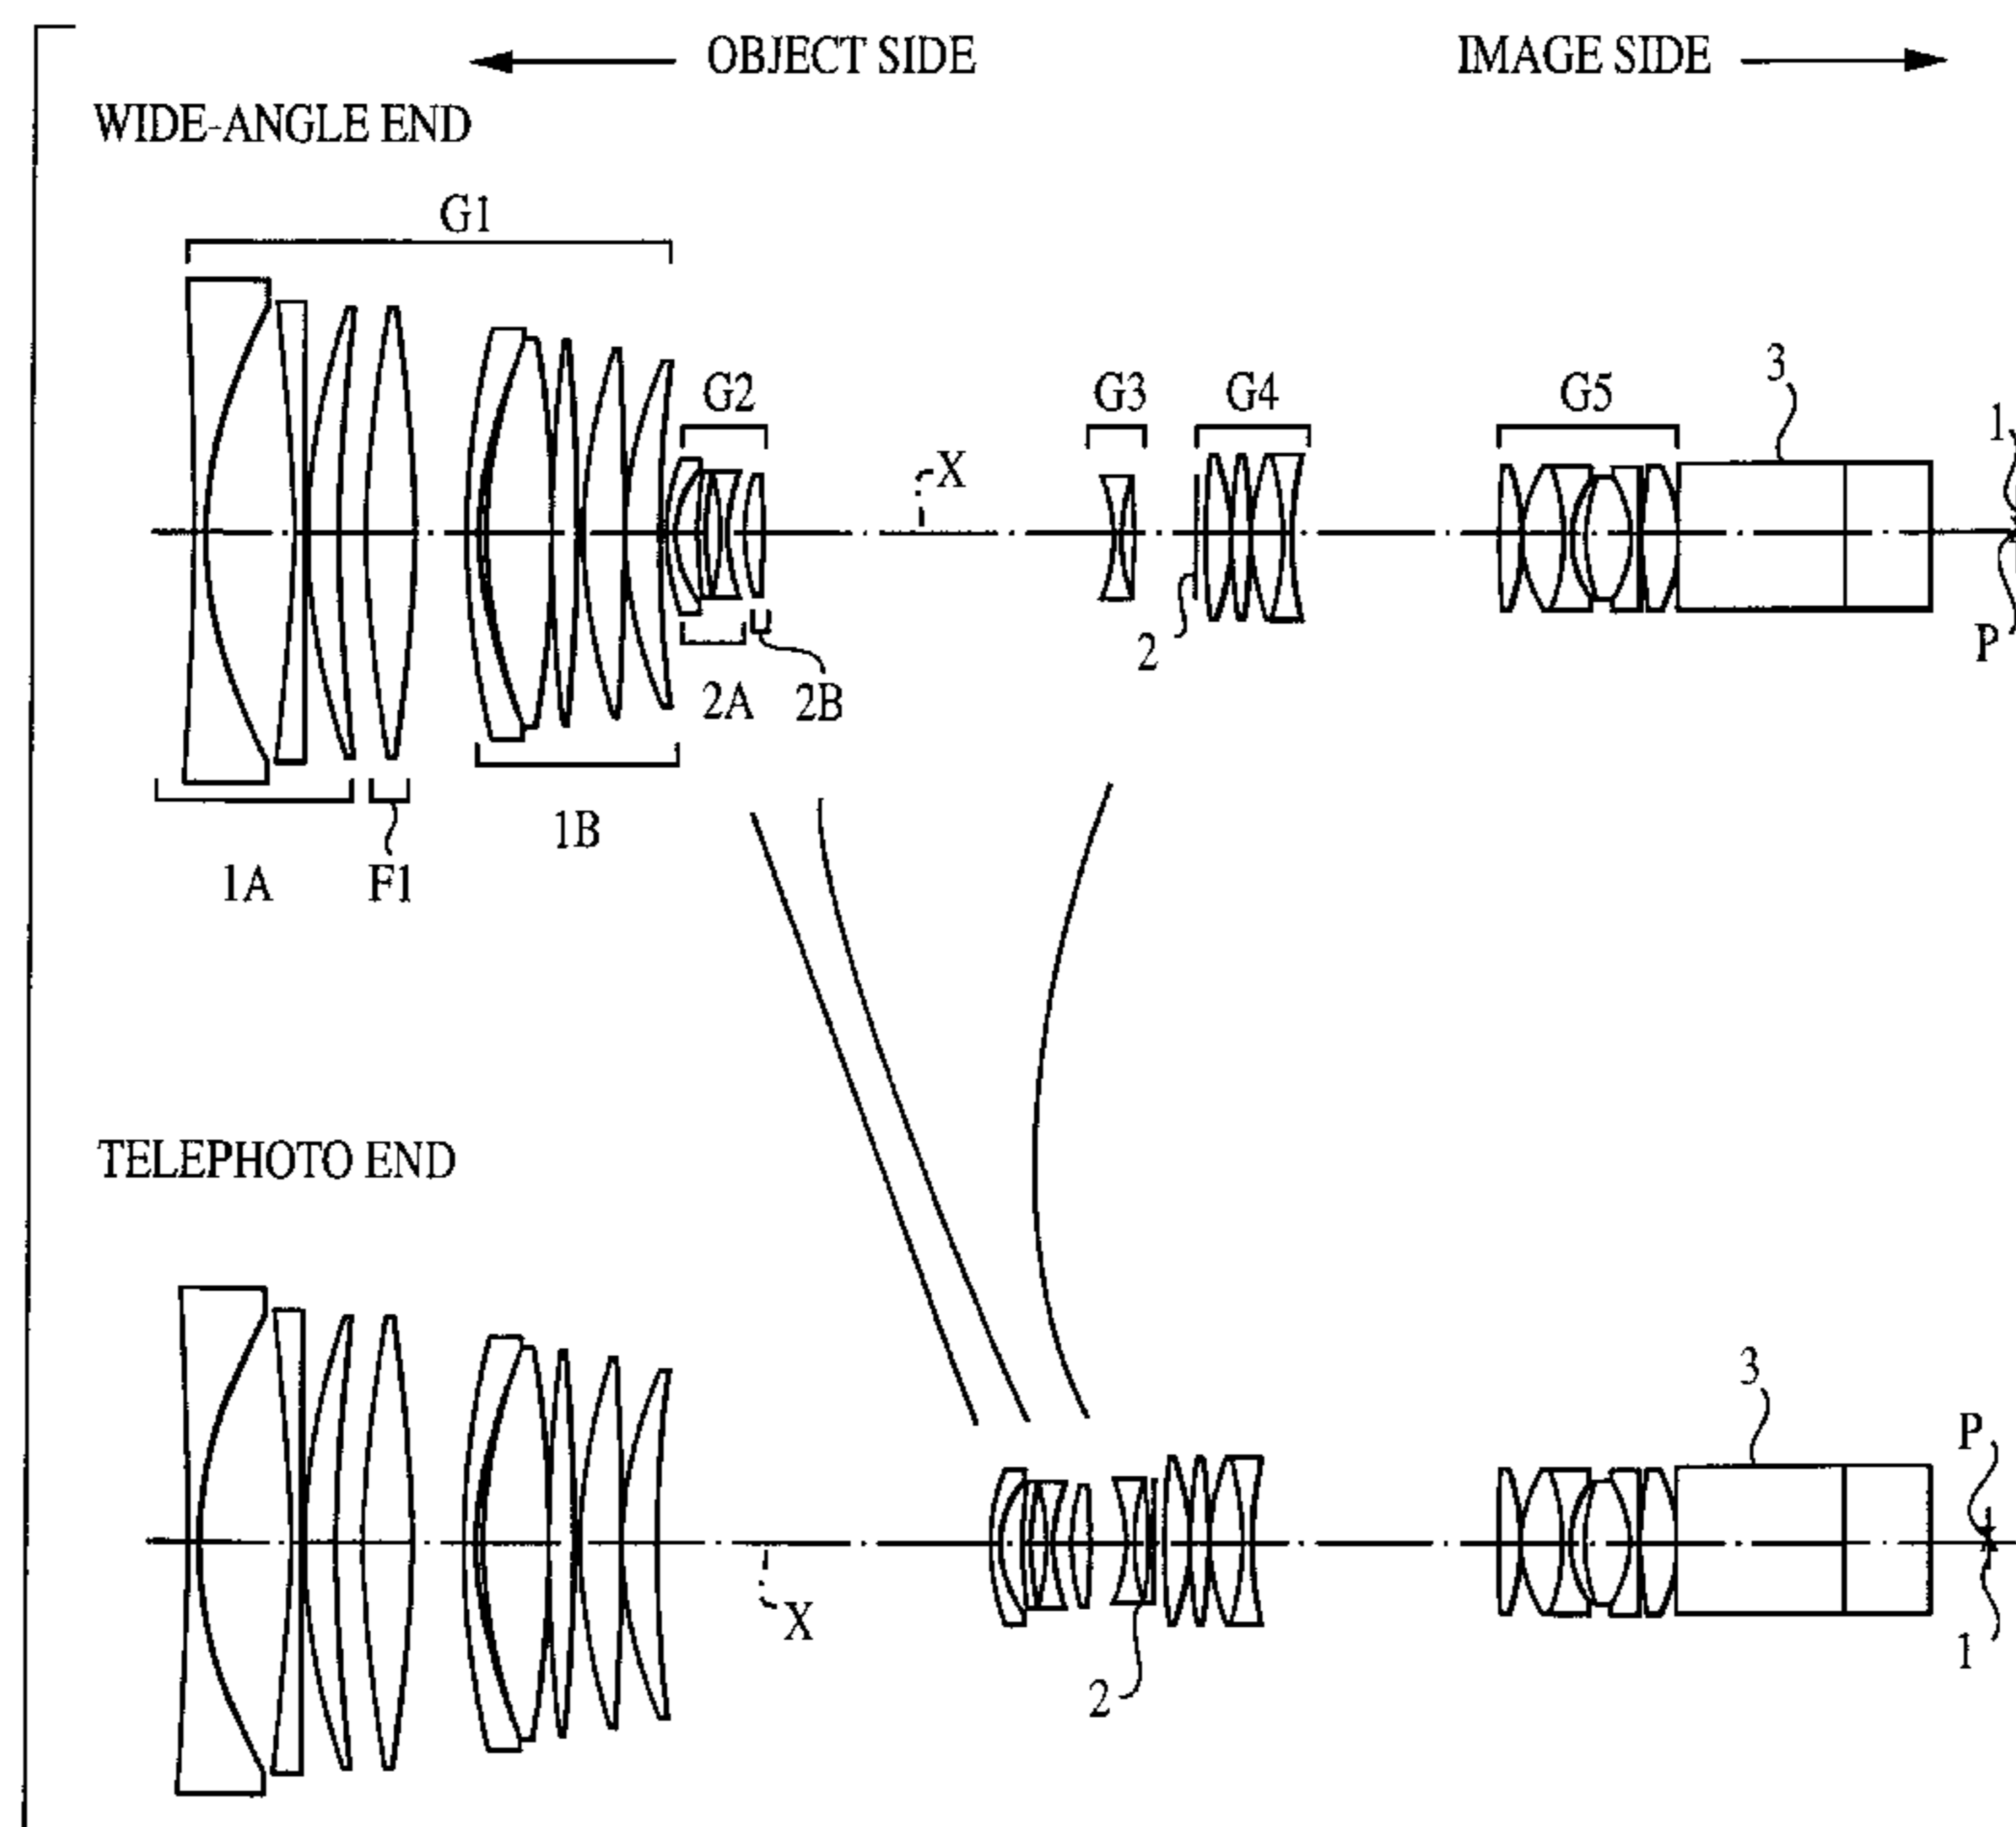 OBJECT SIDE
IMAGE SIDE
WIDE-ANGLE END
G1
G2
G3
G4
G5
3
1
X
2
P
2A
2B
1B
1A
F1
TELEPHOTO END
3
P
X
2
1